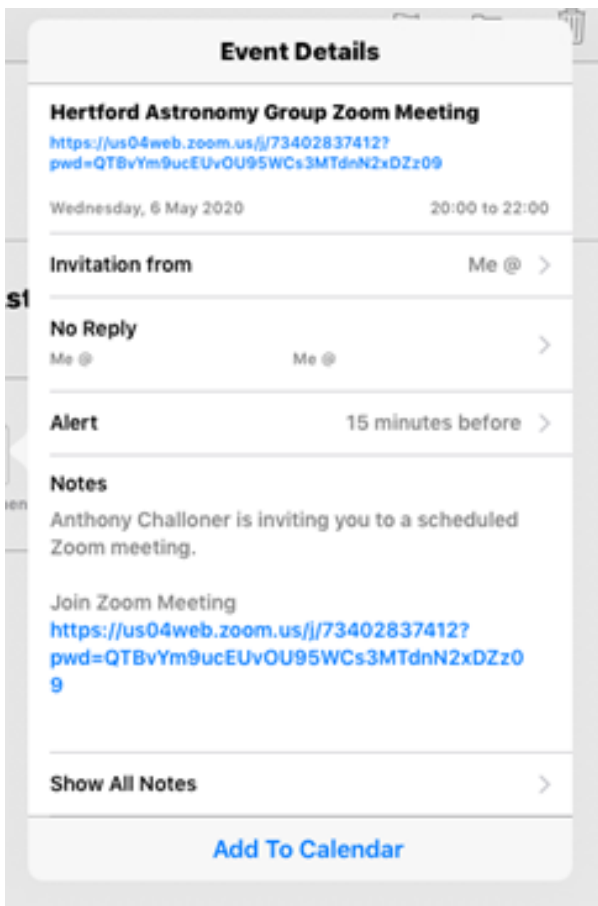 Event Details
Hertford Astronomy Group Zoom Meeting
https://us04web.zoom.us/j/73402837412?
pwd=QTBvYm9ucEUvOU95WCs3MTdnN2xDZz09
Wednesday, 6 May 2020 20:00 to 22:00
Invitation from Me @
st
No Reply
Me @ Me @
Alert 15 minutes before
Notes
en
Anthony Challoner is inviting you to a scheduled
Zoom meeting.
Join Zoom Meeting
https://us04web.zoom.us/j/73402837412?
pwd=QTBvYm9ucEUvOU95WCs3MTdnN2xDZz0
9
Show All Notes
Add To Calendar